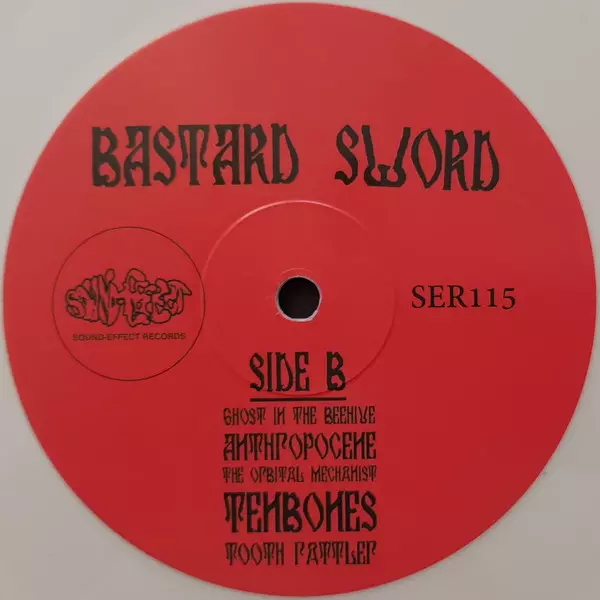 BASTARD SWORD
SOUND-EFFECT RECORDS
SER115
SIDE B
GHOST IN THE BEEHIVE
ANTHROPOCENE
THE ORBITAL MECHANIST
TENBONES
TOOTH RATTLER